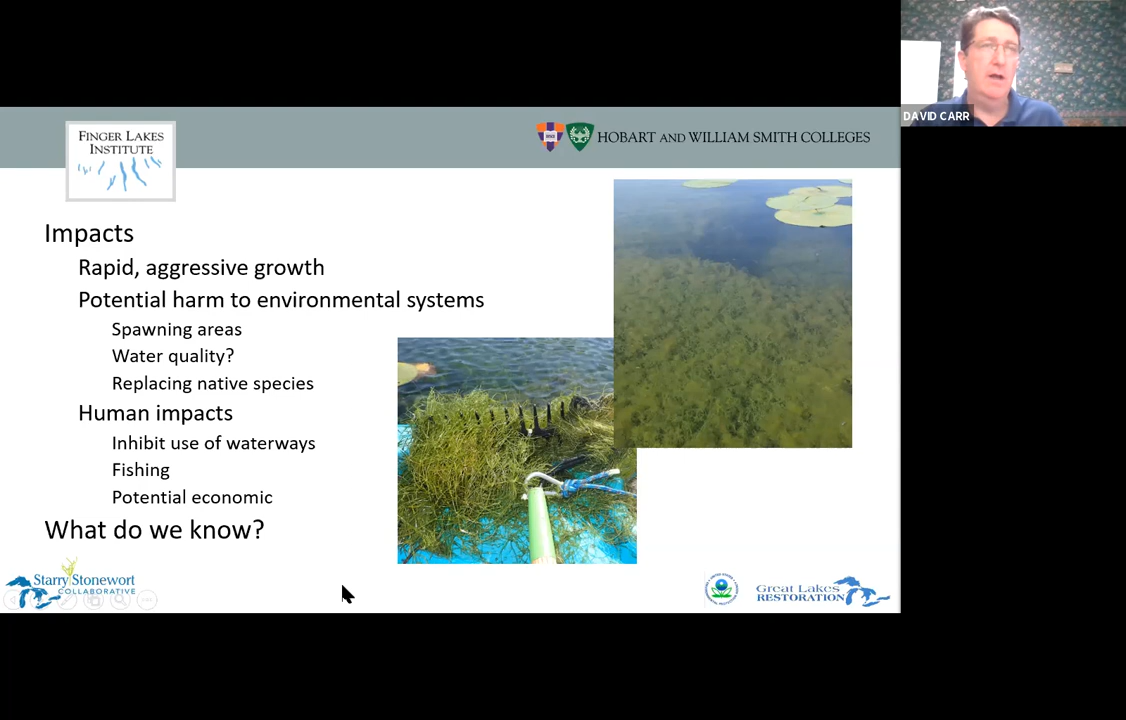 DAVID CARR
FINGER LAKES
INSTITUTE
HOBART AND WILLIAM SMITH COLLEGES
Impacts
Rapid, aggressive growth
Potential harm to environmental systems
Spawning areas
Water quality?
Replacing native species
Human impacts
Inhibit use of waterways
Fishing
Potential economic
What do we know?
Starry Stonewort
COLLABORATIVE
Great Lakes
RESTORATION